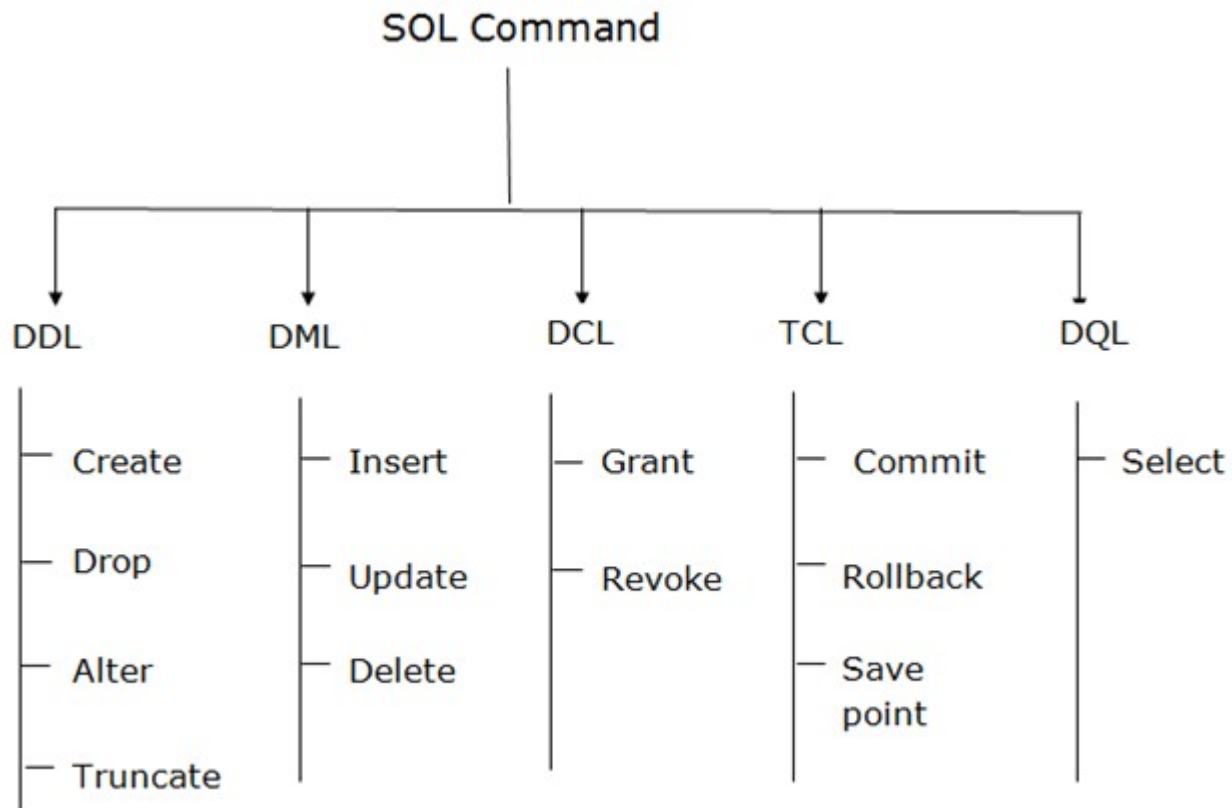 SOL Command
DDL
DML
DCL
TCL
DQL
Create
Drop
Alter
Truncate
Insert
Update
Delete
Grant
Revoke
Commit
Rollback
Save
point
Select